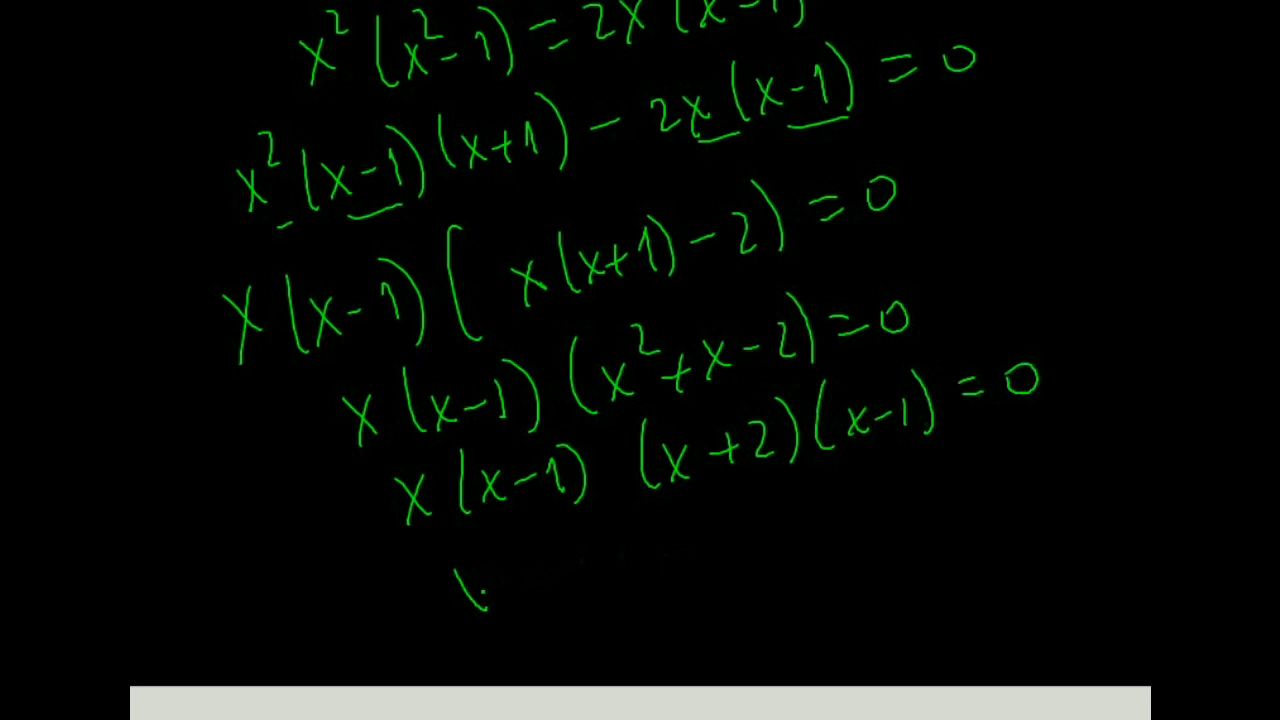 x² (x² - 1) = 2x (x - 1)
x² (x - 1) (x + 1) - 2x (x - 1) = 0
x (x - 1) [ x (x + 1) - 2 ) = 0
x (x - 1) (x² + x - 2) = 0
x (x - 1) (x + 2) (x - 1) = 0